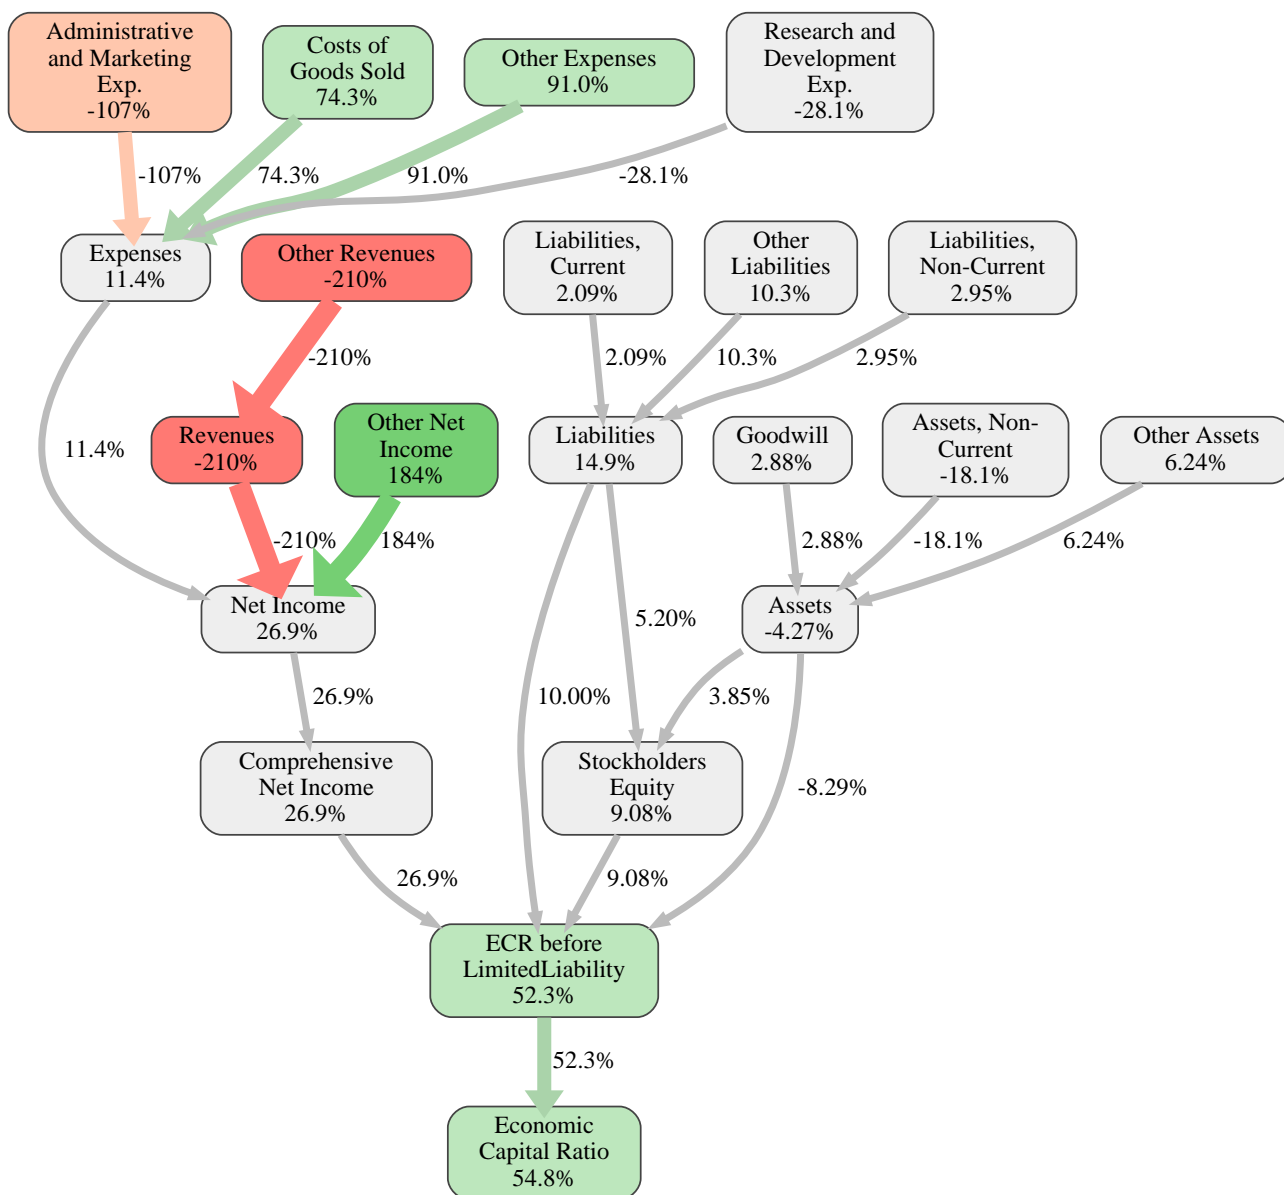 Administrative
and Marketing
Exp.
-107%
Costs of
Goods Sold
74.3%
Other Expenses
91.0%
Research and
Development
Exp.
-28.1%
-107%
74.3%
91.0%
-28.1%
Expenses
11.4%
Other Revenues
-210%
Liabilities,
Current
2.09%
Other
Liabilities
10.3%
Liabilities,
Non-Current
2.95%
-210%
2.09%
10.3%
2.95%
11.4%
Revenues
-210%
Other Net
Income
184%
Liabilities
14.9%
Goodwill
2.88%
Assets, Non-
Current
-18.1%
Other Assets
6.24%
-210%
184%
2.88%
-18.1%
6.24%
Net Income
26.9%
5.20%
Assets
-4.27%
26.9%
10.00%
3.85%
Comprehensive
Net Income
26.9%
Stockholders
Equity
9.08%
-8.29%
26.9%
9.08%
ECR before
LimitedLiability
52.3%
52.3%
Economic
Capital Ratio
54.8%